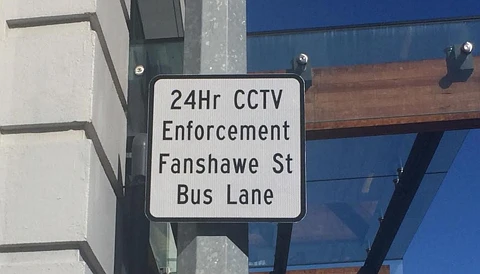 24Hr CCTV
Enforcement
Fanshawe St
Bus Lane